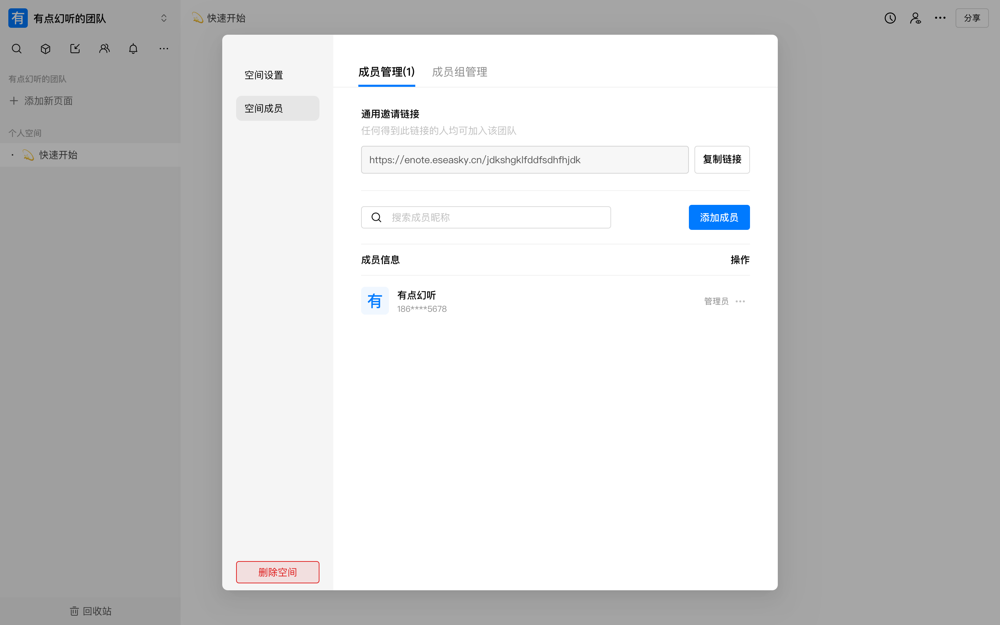 有 有点幻听的团队
快速开始
分享
有点幻听的团队
添加新页面
个人空间
快速开始
回收站
空间设置
空间成员
删除空间
成员管理(1) 成员组管理
通用邀请链接
任何得到此链接的人均可加入该团队
https://enote.eseasky.cn/jdkshgklfddfsdhfhjdk 复制链接
搜索成员昵称 添加成员
成员信息 操作
有 有点幻听
186****5678
管理员